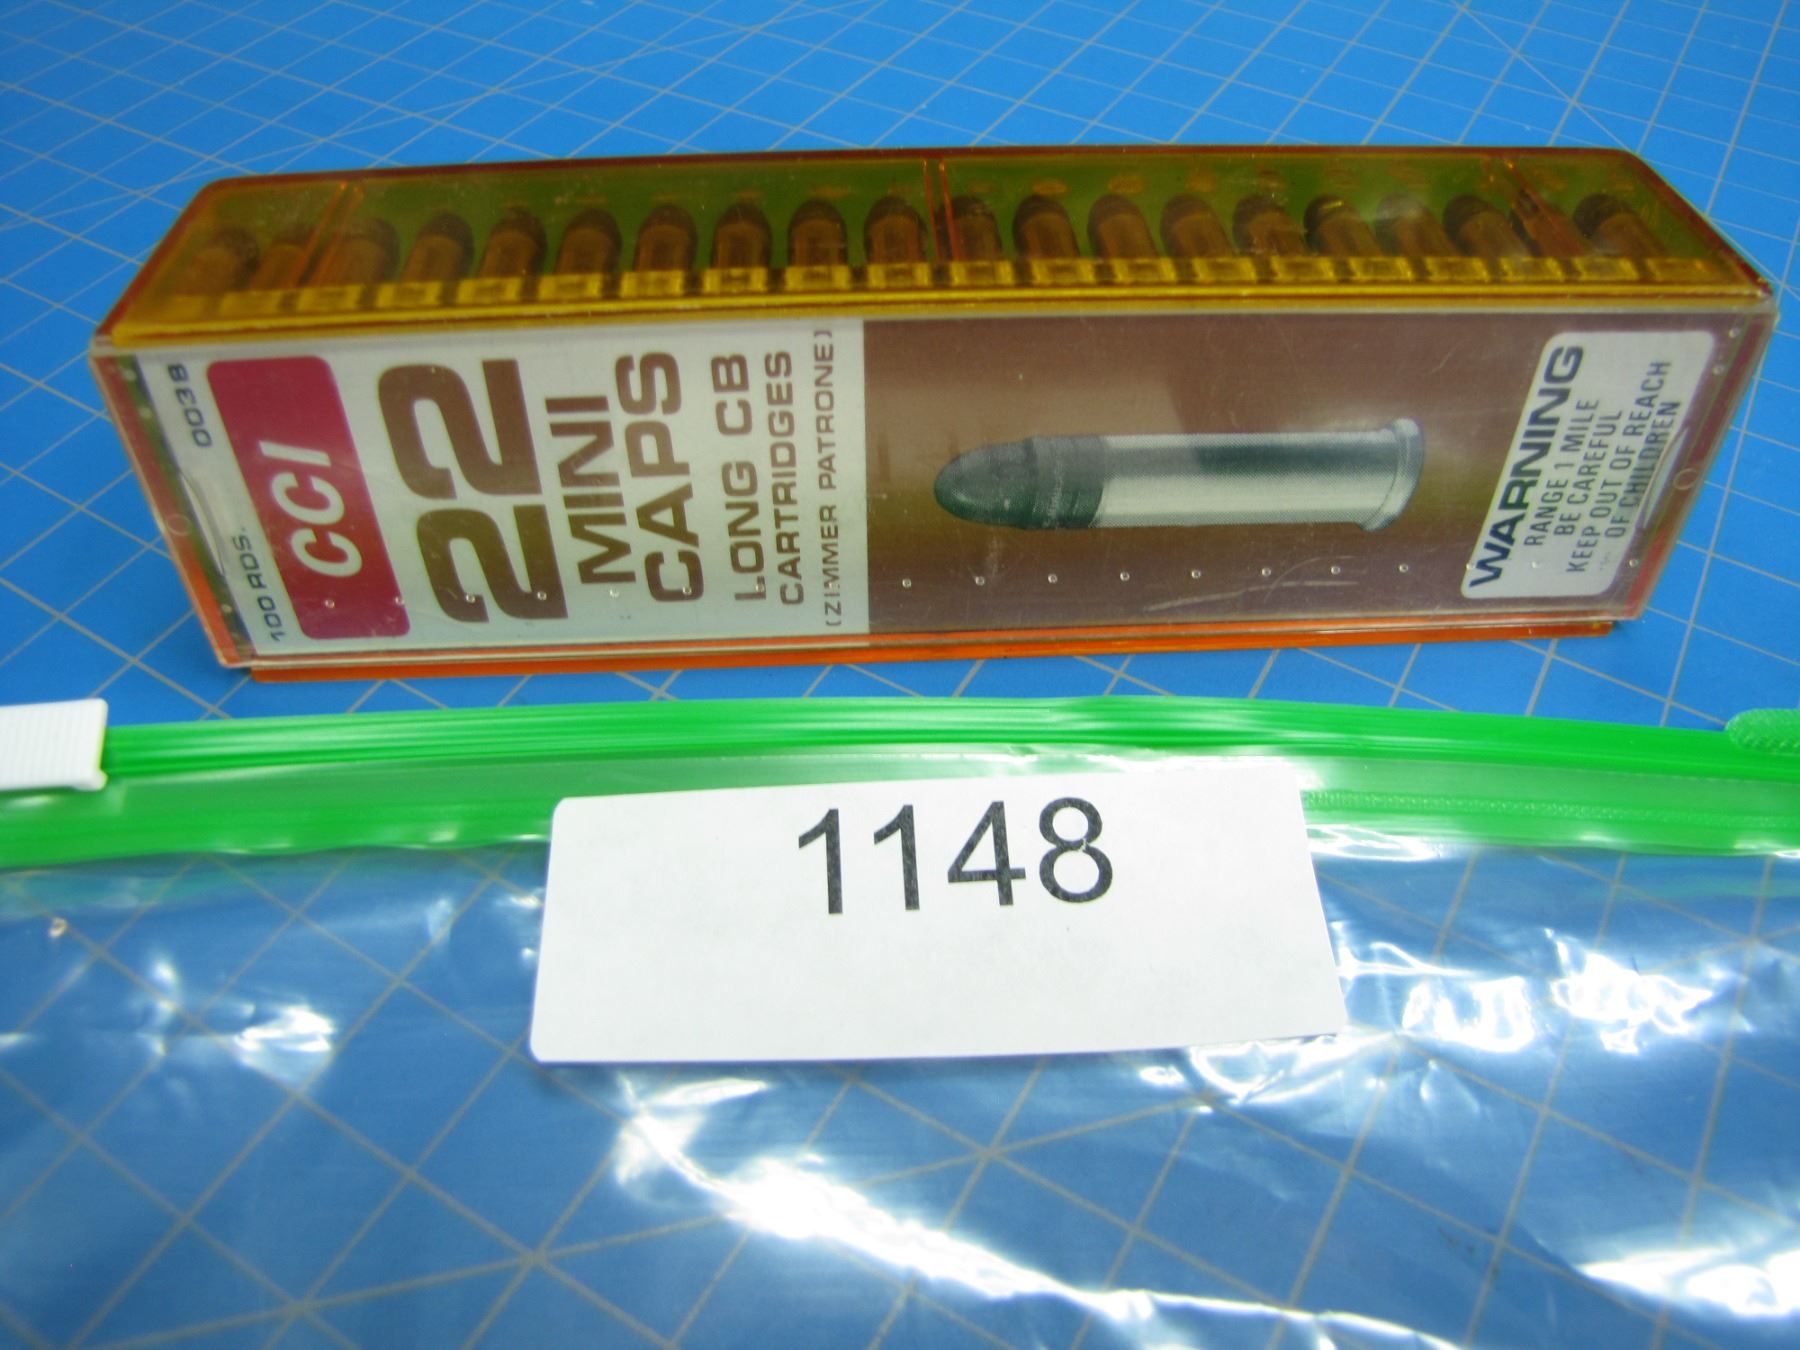 100 RDS. 0038
CCI
22
MINI
CAPS
LONG CB
CARTRIDGES
(ZIMMER PATRONE)
WARNING
RANGE 1 MILE
BE CAREFUL
KEEP OUT OF REACH
OF CHILDREN
1148